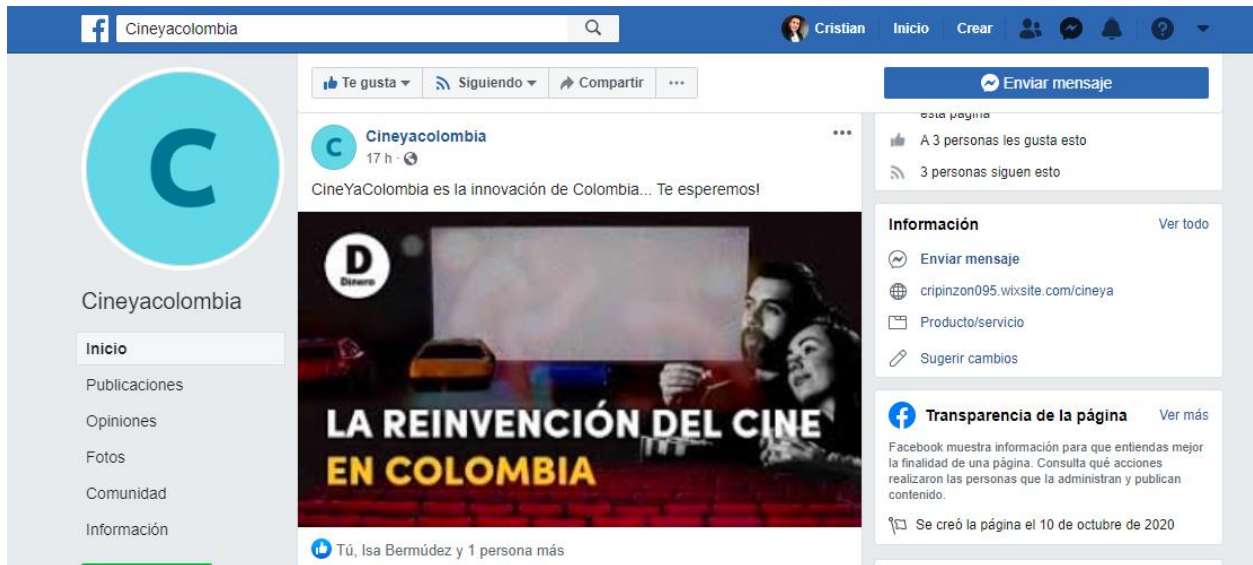 Cineyacolombia
Cristian
Inicio
Crear
Te gusta
Siguiendo
Compartir
Enviar mensaje
C
Cineyacolombia
Inicio
Publicaciones
Opiniones
Fotos
Comunidad
Información
C
Cineyacolombia
17 h ·
CineYaColombia es la innovación de Colombia... Te esperemos!
D
Dinero
LA REINVENCIÓN DEL CINE
EN COLOMBIA
Tú, Isa Bermúdez y 1 persona más
esta página
A 3 personas les gusta esto
3 personas siguen esto
Información
Ver todo
Enviar mensaje
cripinzon095.wixsite.com/cineya
Producto/servicio
Sugerir cambios
Transparencia de la página
Ver más
Facebook muestra información para que entiendas mejor
la finalidad de una página. Consulta qué acciones
realizaron las personas que la administran y publican
contenido.
Se creó la página el 10 de octubre de 2020